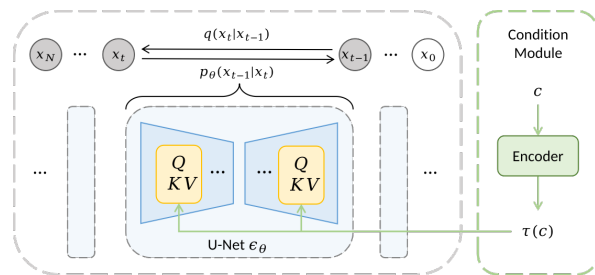 q(x_t|x_{t-1})
x_N ··· x_t x_{t-1} ··· x_0
p_θ(x_{t-1}|x_t)
··· Q KV ··· ··· Q KV ···
U-Net ϵ_θ
Condition
Module
c
Encoder
τ(c)